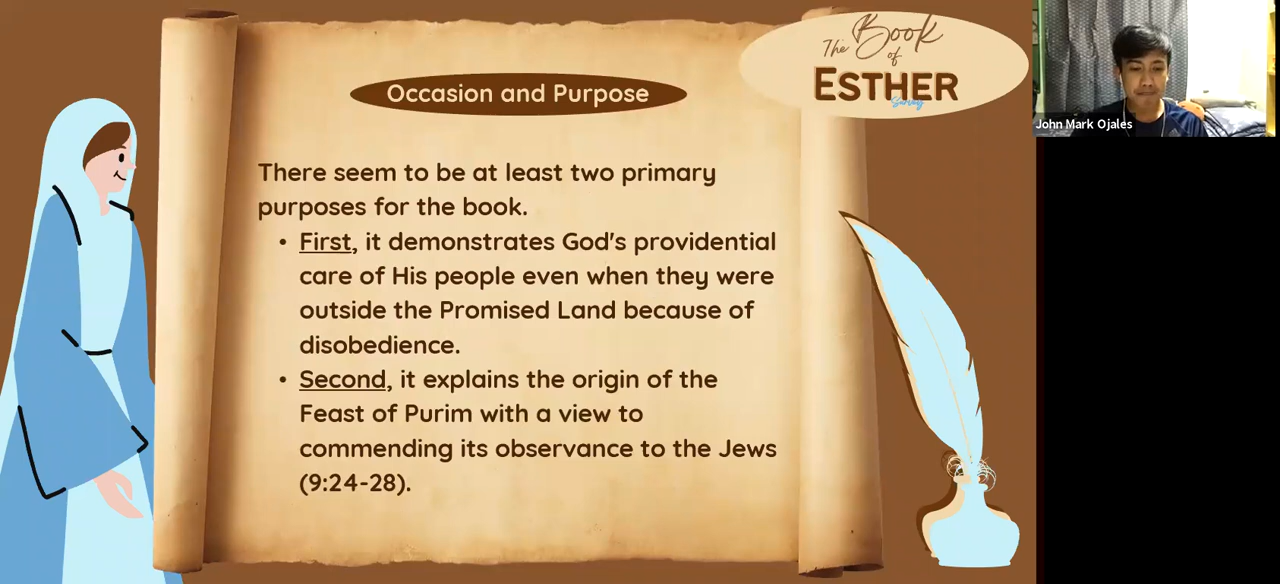 The Book
of
ESTHER
Survey
John Mark Ojales
Occasion and Purpose
There seem to be at least two primary
purposes for the book.
• First, it demonstrates God's providential
care of His people even when they were
outside the Promised Land because of
disobedience.
• Second, it explains the origin of the
Feast of Purim with a view to
commending its observance to the Jews
(9:24-28).